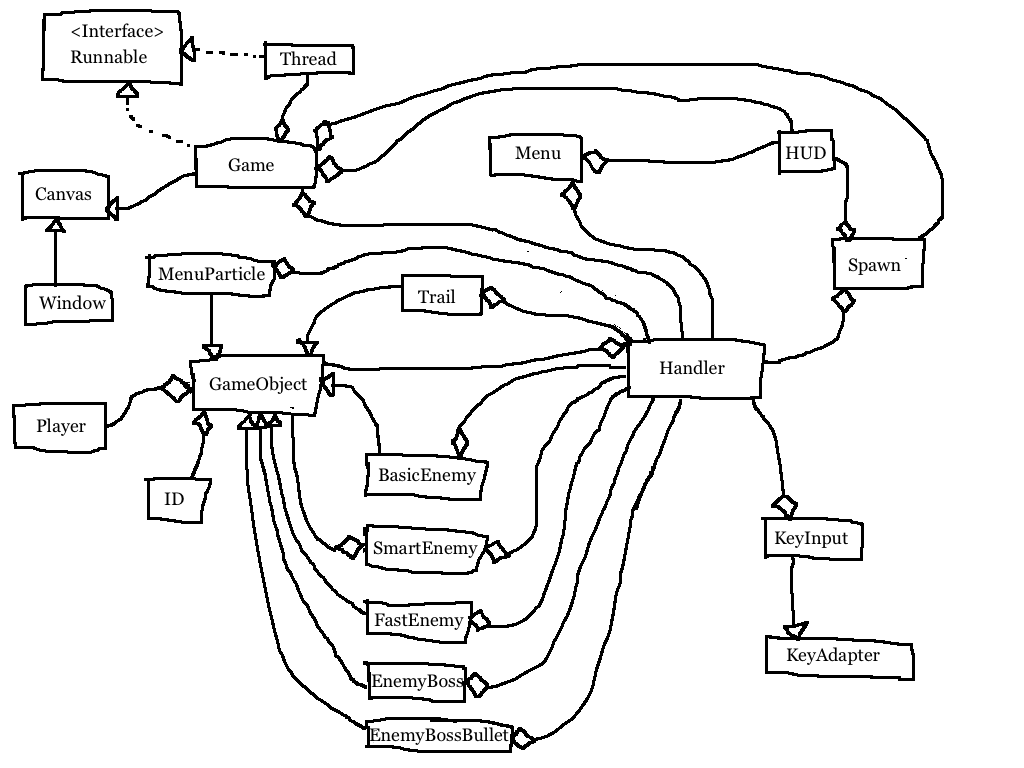 <Interface>
Runnable
Thread
Game
Menu
HUD
Canvas
Spawn
MenuParticle
Trail
Window
Handler
GameObject
Player
BasicEnemy
ID
KeyInput
SmartEnemy
FastEnemy
KeyAdapter
EnemyBoss
EnemyBossBullet